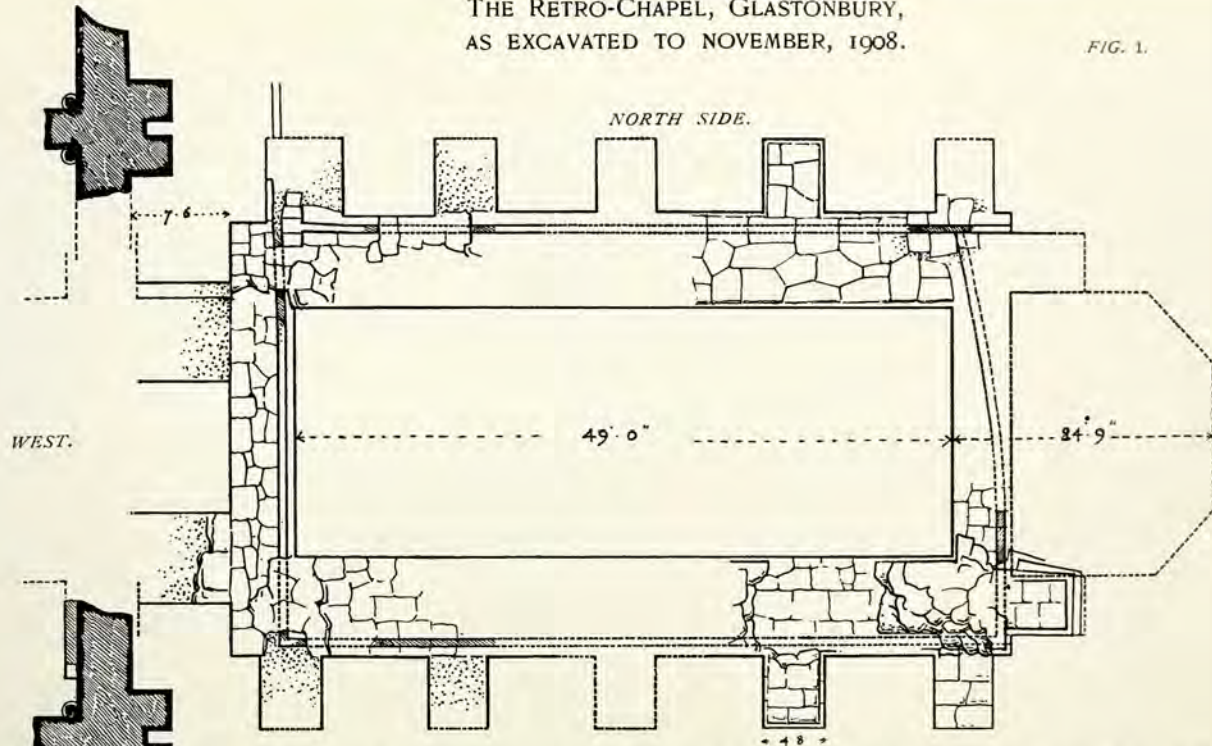 THE RETRO-CHAPEL, GLASTONBURY,
AS EXCAVATED TO NOVEMBER, 1908.
FIG. 1.
NORTH SIDE.
7 6
WEST.
49' 0"
84' 9"
4 8